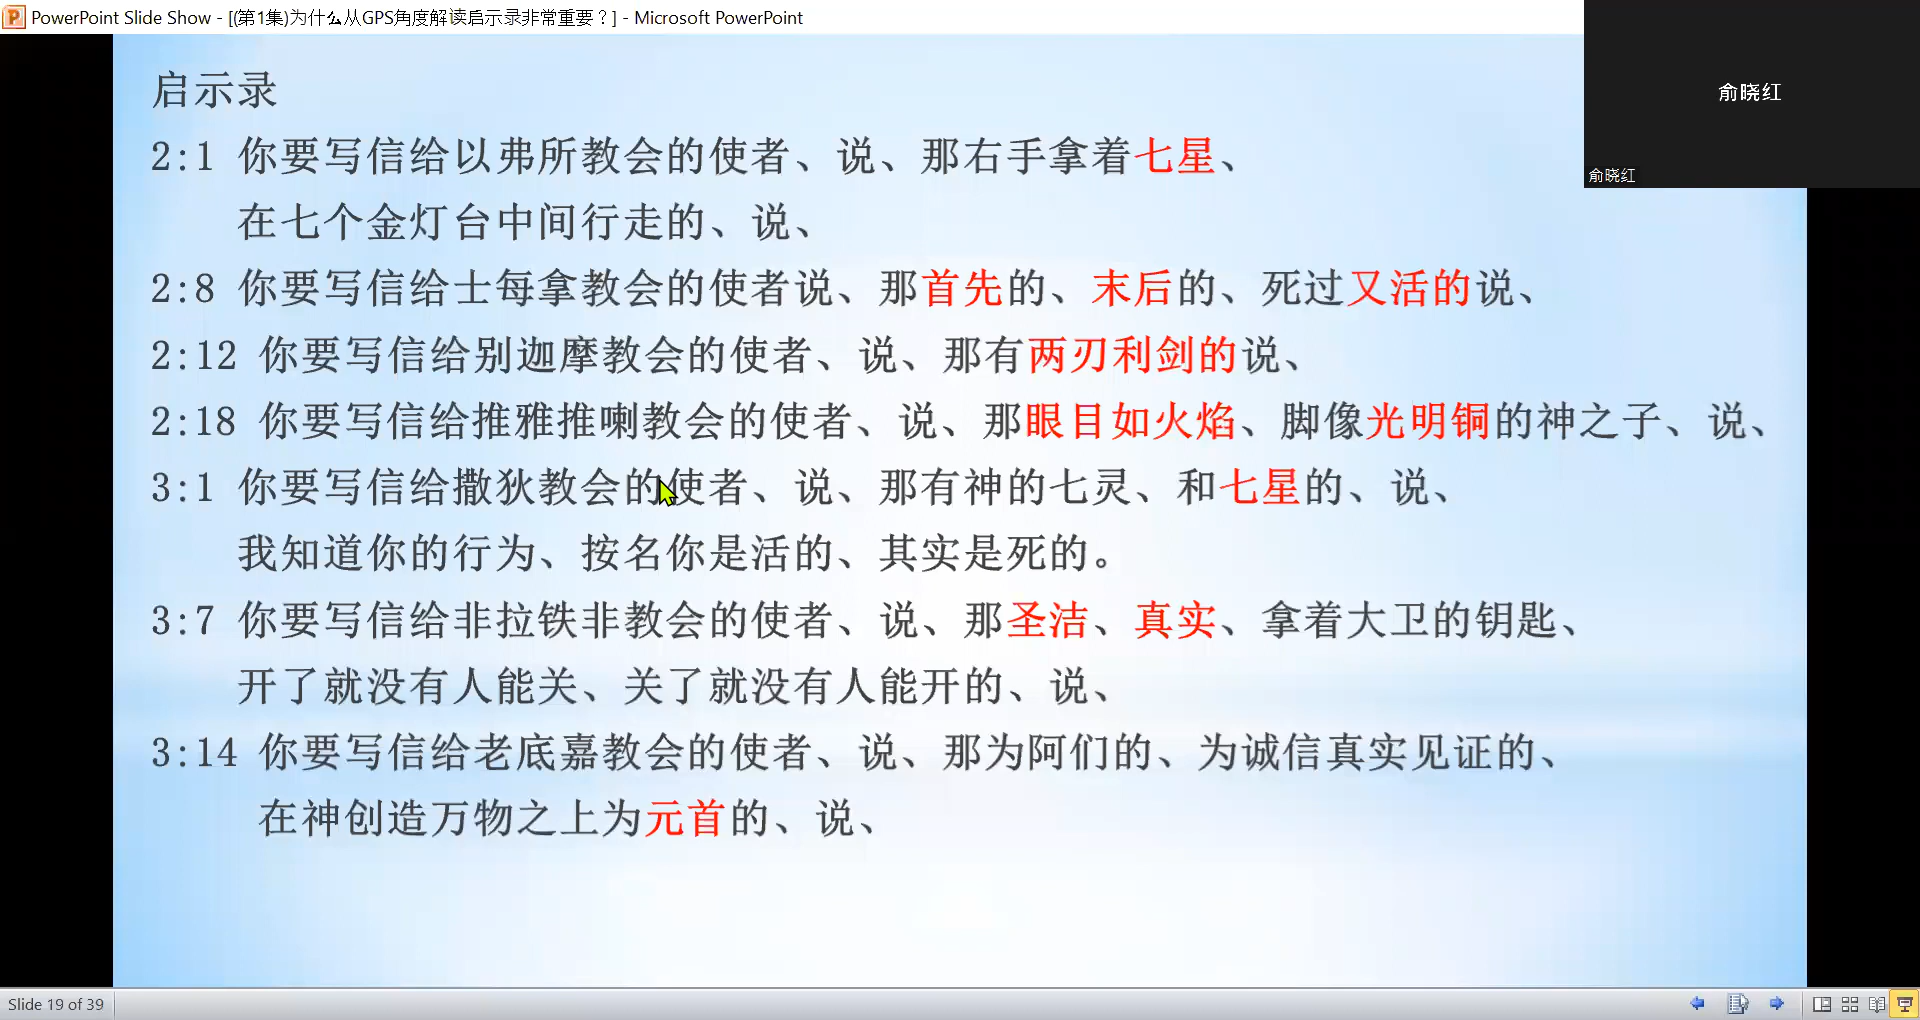 PowerPoint Slide Show - [(第1集)为什么从GPS角度解读启示录非常重要？] - Microsoft PowerPoint
俞晓红
俞晓红
启示录
2:1 你要写信给以弗所教会的使者、说、那右手拿着七星、
在七个金灯台中间行走的、说、
2:8 你要写信给士每拿教会的使者说、那首先的、末后的、死过又活的说、
2:12 你要写信给别迦摩教会的使者、说、那有两刃利剑的说、
2:18 你要写信给推雅推喇教会的使者、说、那眼目如火焰、脚像光明铜的神之子、说、
3:1 你要写信给撒狄教会的使者、说、那有神的七灵、和七星的、说、
我知道你的行为、按名你是活的、其实是死的。
3:7 你要写信给非拉铁非教会的使者、说、那圣洁、真实、拿着大卫的钥匙、
开了就没有人能关、关了就没有人能开的、说、
3:14 你要写信给老底嘉教会的使者、说、那为阿们的、为诚信真实见证的、
在神创造万物之上为元首的、说、
Slide 19 of 39